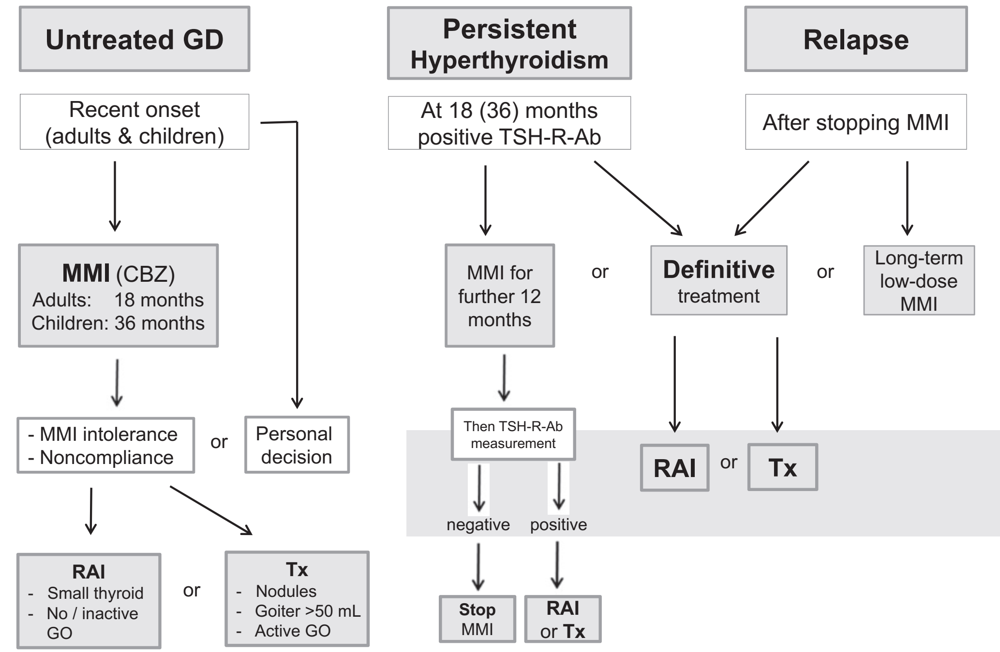 Untreated GD
Recent onset
(adults & children)
MMI (CBZ)
Adults: 18 months
Children: 36 months
- MMI intolerance
- Noncompliance
or
Personal
decision
RAI
- Small thyroid
- No / inactive
GO
or
Tx
- Nodules
- Goiter >50 mL
- Active GO
Persistent
Hyperthyroidism
At 18 (36) months
positive TSH-R-Ab
MMI for
further 12
months
or
Definitive
treatment
or
Then TSH-R-Ab
measurement
negative
positive
Stop
MMI
RAI
or Tx
RAI
or
Tx
Relapse
After stopping MMI
Long-term
low-dose
MMI